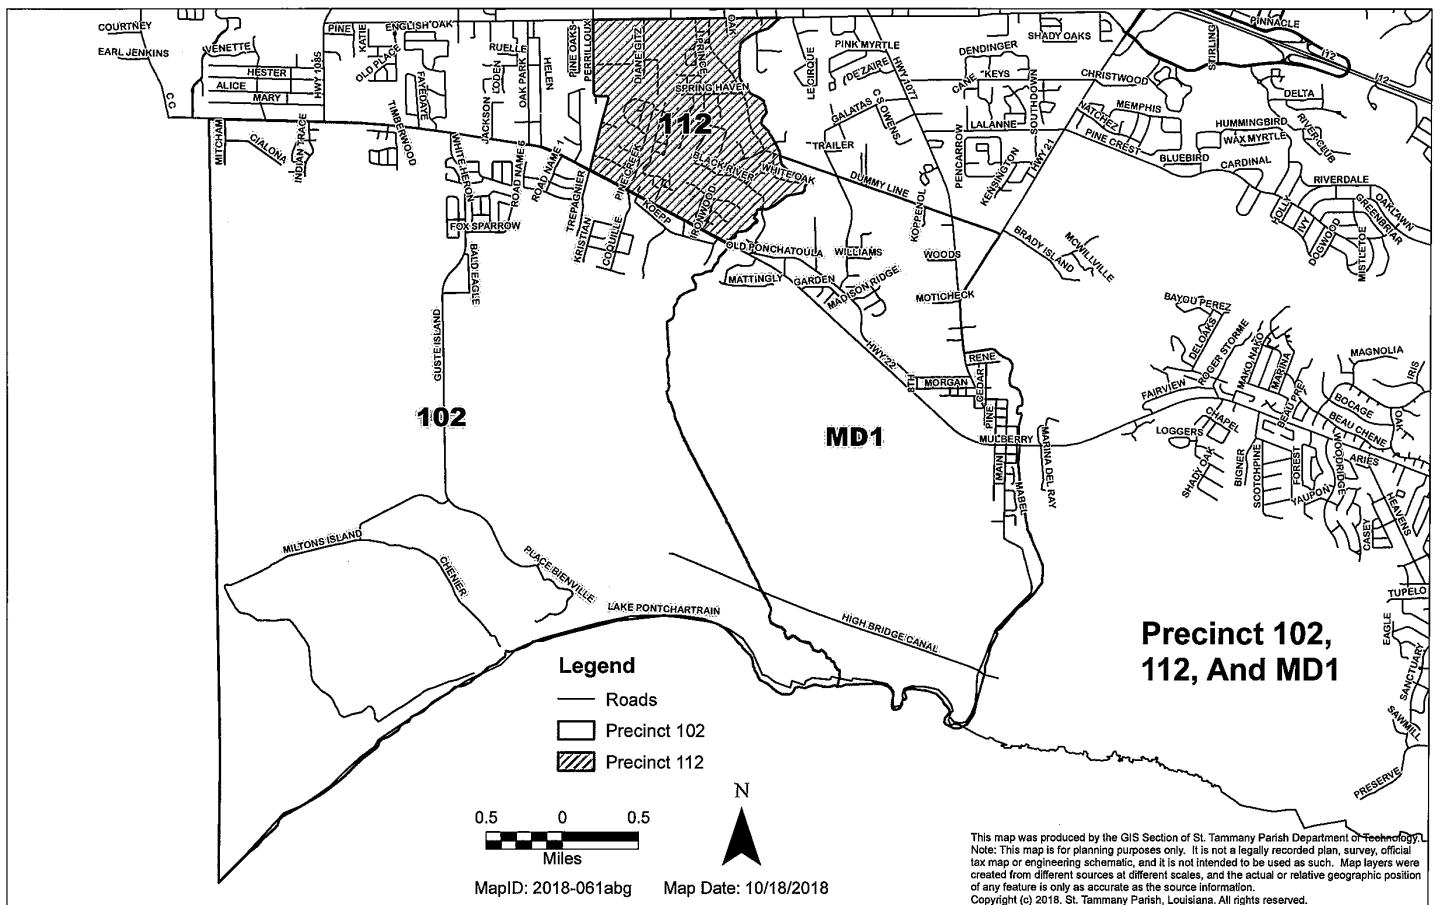 COURTNEY
EARL JENKINS
VENETTE
HESTER
ALICE
MARY
C C
HWY 1085
PINE
KATIE
ENGLISH OAK
OLD PLACE
FAYEDAYE
TIMBERWOOD
RUELLE
LODEN
JACKSON
OAK PARK
HELEN
PINE OAKS
PERRILLOUX
DIANE GITZ
OAK
SPRING HAVEN
112
BLACK RIVER
WHITE OAK
PINE CREEK
IRONWOOD
KOEPP
LE CIRQUE
PINK MYRTLE
DEZAIRE
HWY 1077
GALATAS
C S OWENS
TRAILER
DUMMY LINE
DENDINGER
CANE
KEYS
SHADY OAKS
SOUTHDOWN
LALANNE
PENCARROW
KENSINGTON
HWY 21
CHRISTWOOD
NATCHEZ
MEMPHIS
PINE CREST
BLUEBIRD
CARDINAL
PINNACLE
STIRLING
I12
I12
DELTA
HUMMINGBIRD
WAX MYRTLE
RIVERCLUB
RIVERDALE
OAKLAWN
GREENBRIAR
HOLLY
IVY
DOGWOOD
MISTLETOE
MITCHAM
CIALONA
INDIAN TRACE
WHITE HERON
ROAD NAME 6
ROAD NAME 1
TREPAGNIER
KRISTIAN
COQUILLE
FOX SPARROW
BALD EAGLE
GUSTE ISLAND
OLD PONCHATOULA
MATTINGLY
GARDEN
WILLIAMS
MADISON RIDGE
KOPPENOL
WOODS
MOTICHECK
BRADY ISLAND
MCWILLVILLE
HWY 22
RENE
8TH
MORGAN
CEDAR
PINE
MULBERRY
MAIN
MABEL
MARINA DEL RAY
BAYOU PEREZ
DELOAKS
ROGER STORME
MAKO NAKO
MARINA
FAIRVIEW
BEAU PRE
MAGNOLIA
IRIS
BOCAGE
OAK
BEAU CHENE
CHAPEL
LOGGERS
SHADY OAK
BIGNER
SCOTCHPINE
FOREST
YAUPON
WOODRIDGE
ARIES
HEAVENS
CASEY
TUPELO
EAGLE
SANCTUARY
SAWMILL
PRESERVE
102
MD1
MILTONS ISLAND
CHENIER
PLACE BIENVILLE
LAKE PONTCHARTRAIN
HIGH BRIDGE CANAL
Precinct 102,
112, And MD1
Legend
Roads
Precinct 102
Precinct 112
N
0.5 0 0.5
Miles
MapID: 2018-061abg Map Date: 10/18/2018
This map was produced by the GIS Section of St. Tammany Parish Department of Technology.
Note: This map is for planning purposes only. It is not a legally recorded plan, survey, official
tax map or engineering schematic, and it is not intended to be used as such. Map layers were
created from different sources at different scales, and the actual or relative geographic position
of any feature is only as accurate as the source information.
Copyright (c) 2018. St. Tammany Parish, Louisiana. All rights reserved.